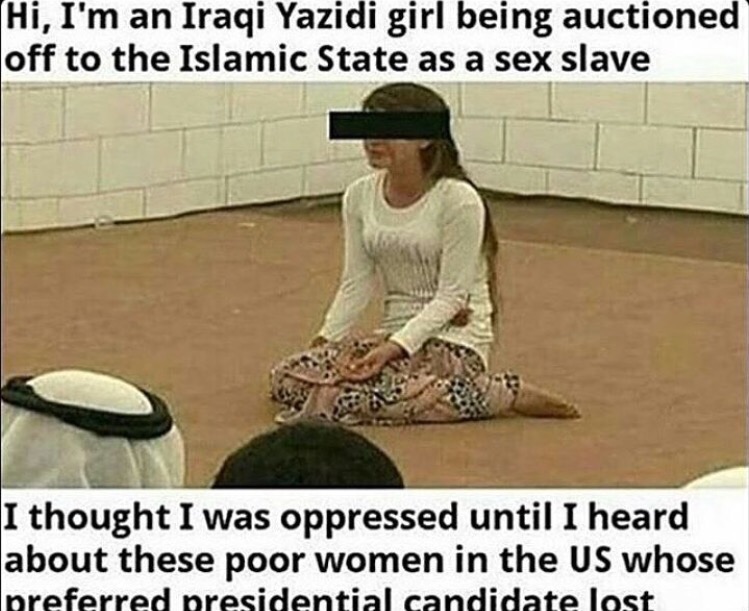 Hi, I'm an Iraqi Yazidi girl being auctioned
off to the Islamic State as a sex slave
I thought I was oppressed until I heard
about these poor women in the US whose
preferred presidential candidate lost